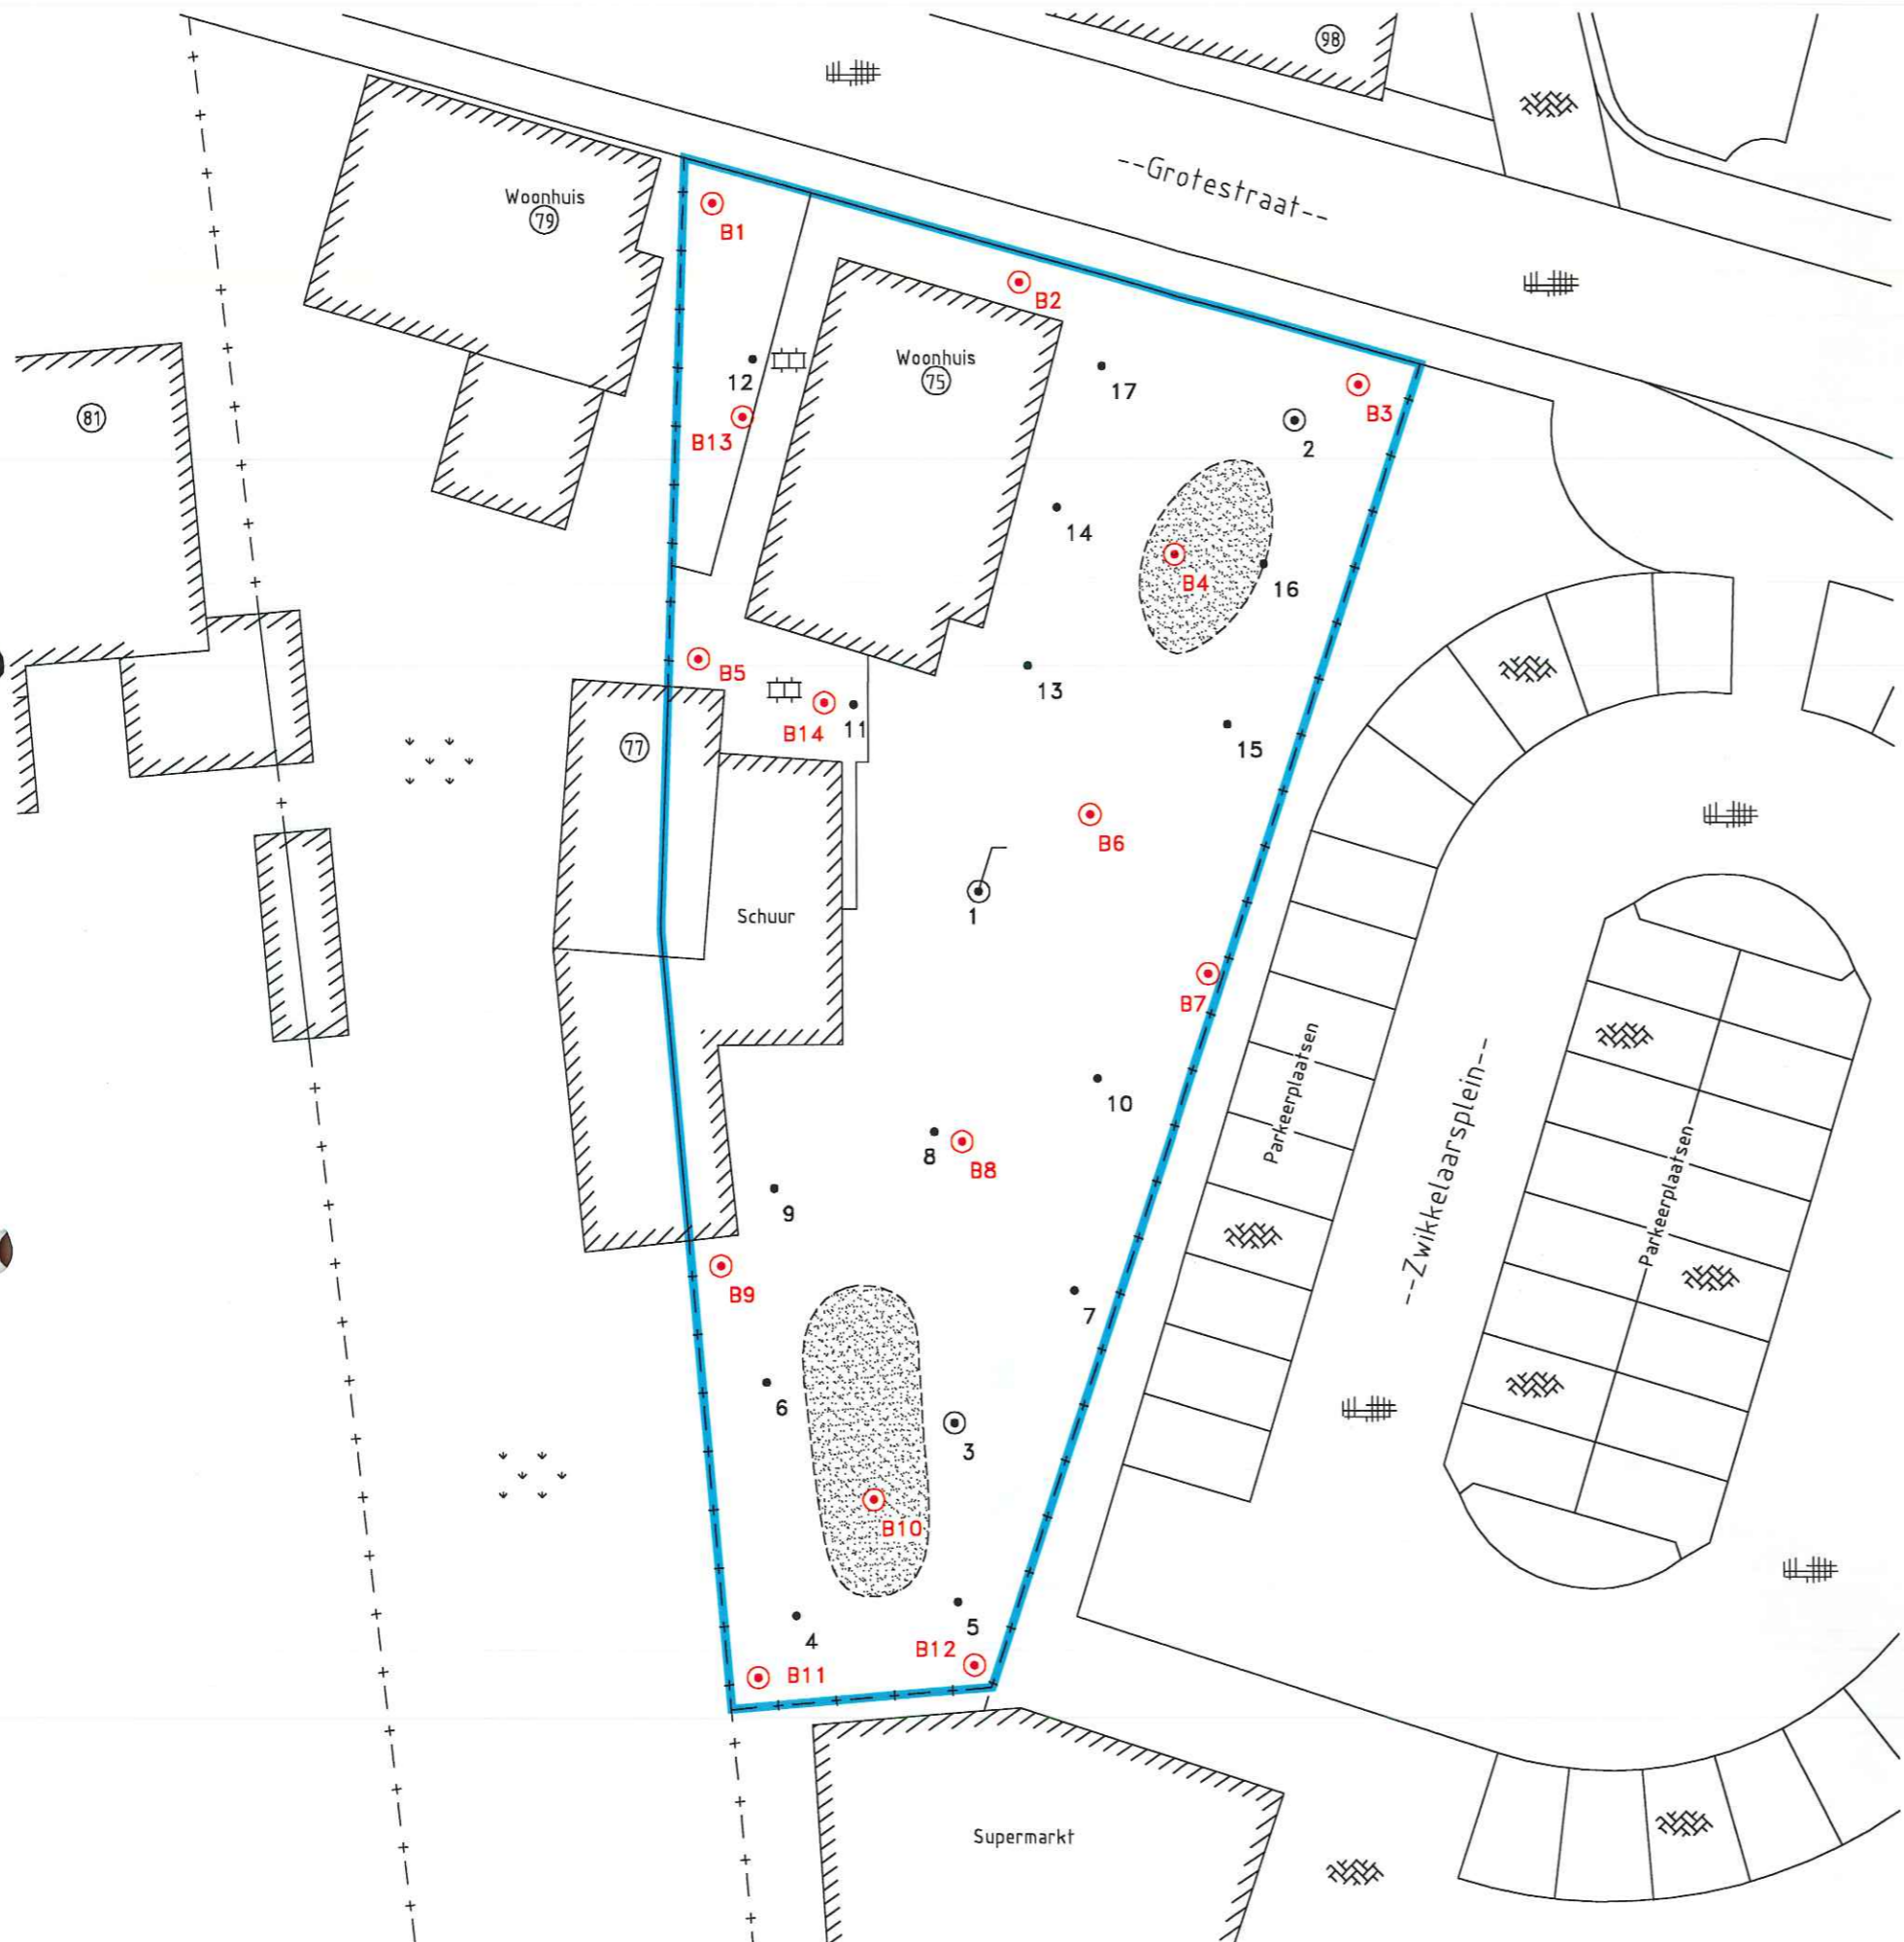 98
--Grotestraat--
Woonhuis
79
B1
B2
Woonhuis
75
12
17
B3
81
B13
2
14
B4
16
B5
13
77
B14
11
15
B6
1
Schuur
B7
Parkeerplaatsen
--Zwikkelaarsplein--
Parkeerplaatsen
10
8
B8
9
B9
7
6
3
B10
4
5
B12
B11
Supermarkt